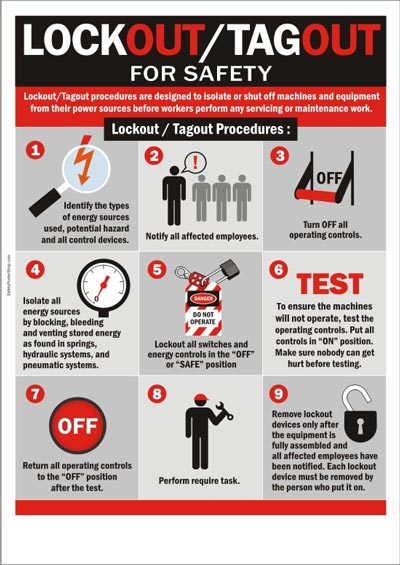 LOCKOUT/TAGOUT
FOR SAFETY
Lockout/Tagout procedures are designed to isolate or shut off machines and equipment
from their power sources before workers perform any servicing or maintenance work.
Lockout / Tagout Procedures :
1
Identify the types
of energy sources
used, potential hazard
and all control devices.
2
!
Notify all affected employees.
3
OFF
Turn OFF all
operating controls.
4
Isolate all
energy sources
by blocking, bleeding
and venting stored energy
as found in springs,
hydraulic systems, and
pneumatic systems.
5
DANGER
DO NOT
OPERATE
Lockout all switches and
energy controls in the “OFF”
or “SAFE” position
6
TEST
To ensure the machines
will not operate, test the
operating controls. Put all
controls in “ON” position.
Make sure nobody can get
hurt before testing.
7
OFF
Return all operating controls
to the “OFF” position
after the test.
8
Perform require task.
9
Remove lockout
devices only after
the equipment is
fully assembled and
all affected employees have
been notified. Each lockout
device must be removed by
the person who put it on.
SafetyPosterShop.com